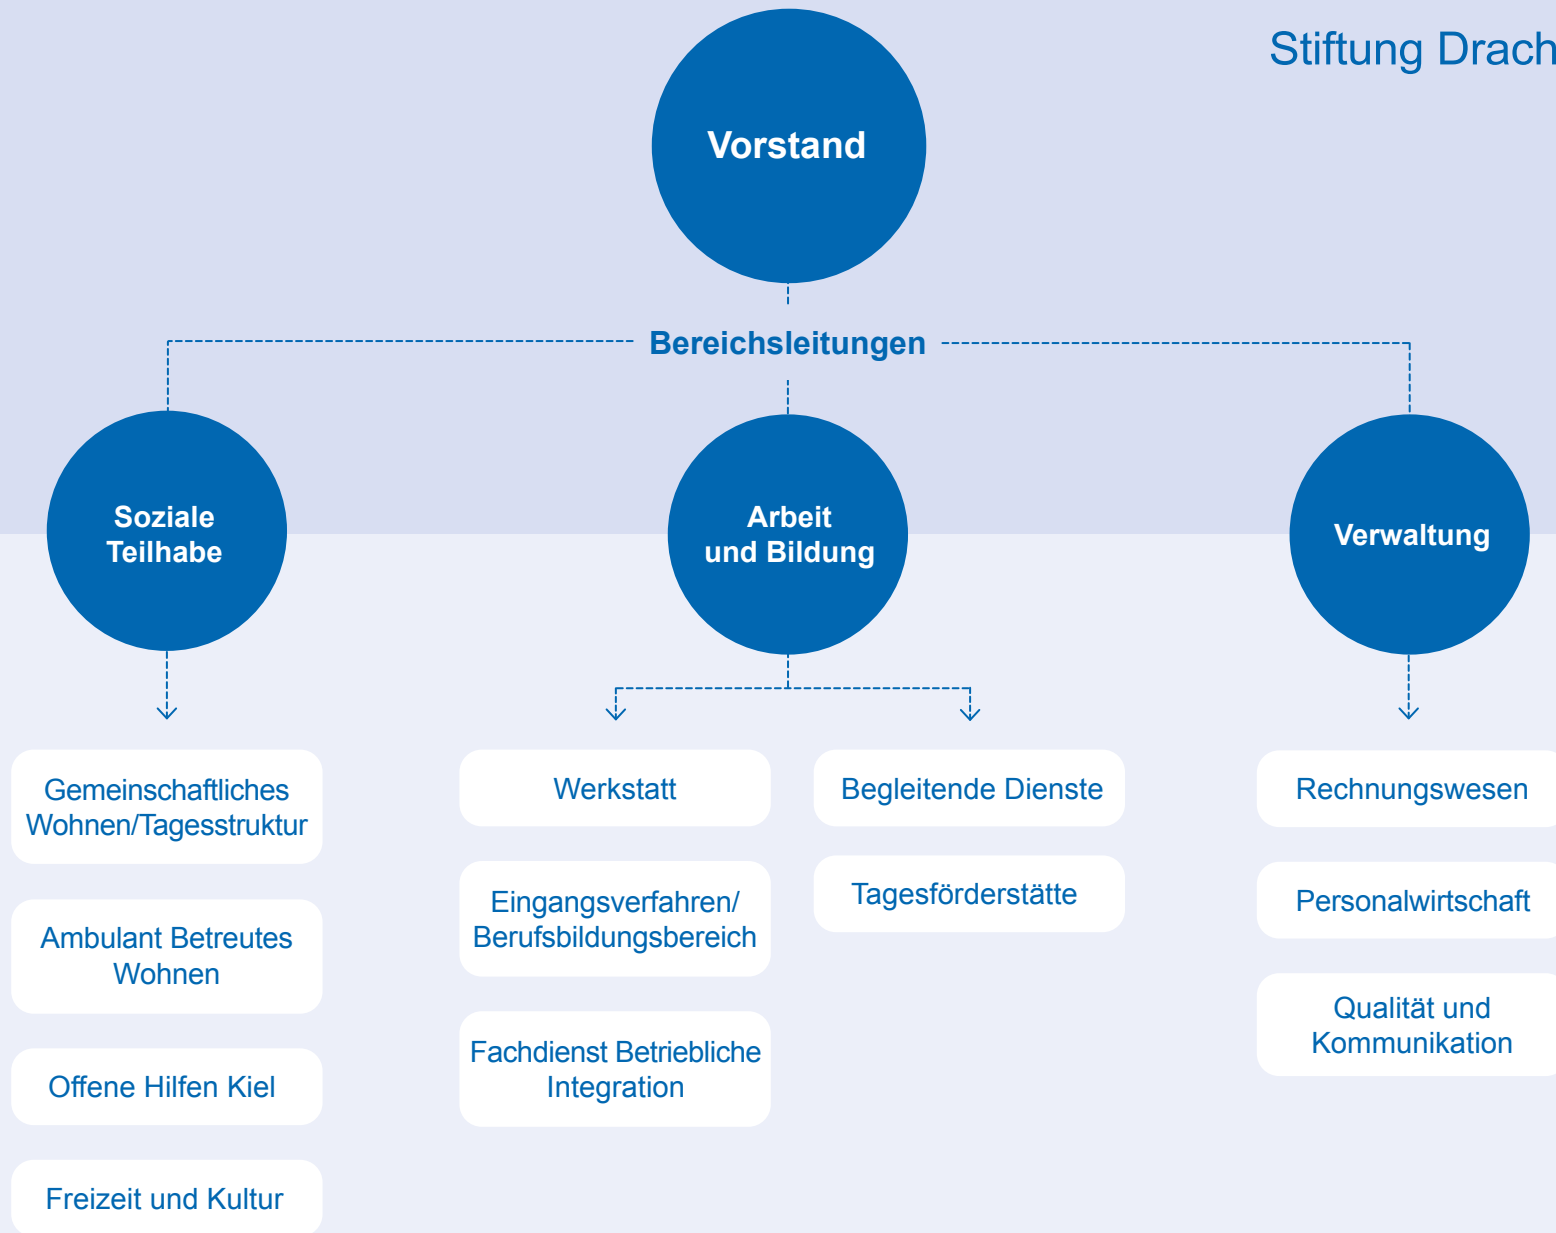 Stiftung Drach
Vorstand
Bereichsleitungen
Soziale
Teilhabe
Arbeit
und Bildung
Verwaltung
Gemeinschaftliches
Wohnen/Tagesstruktur
Ambulant Betreutes
Wohnen
Offene Hilfen Kiel
Freizeit und Kultur
Werkstatt
Eingangsverfahren/
Berufsbildungsbereich
Fachdienst Betriebliche
Integration
Begleitende Dienste
Tagesförderstätte
Rechnungswesen
Personalwirtschaft
Qualität und
Kommunikation